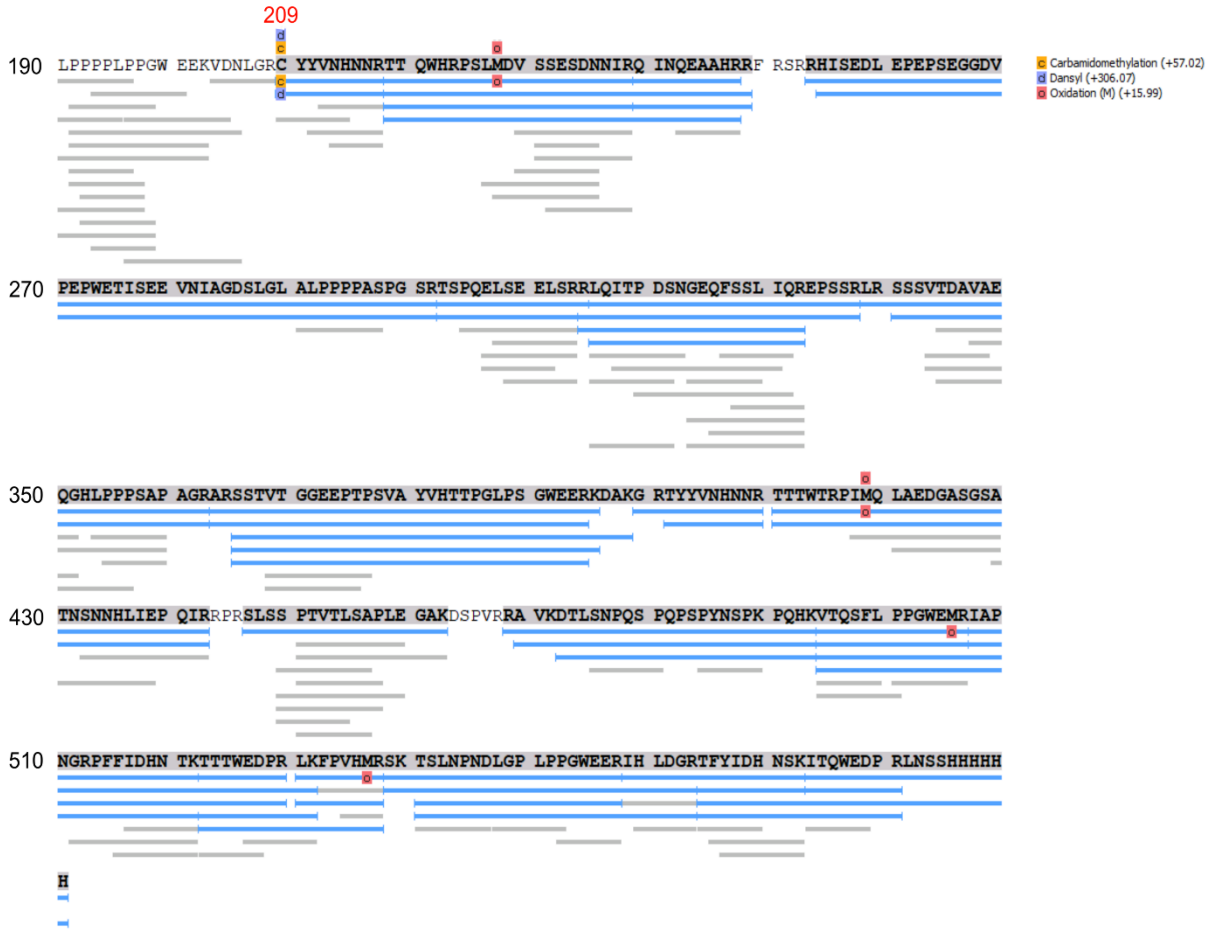 209
d
c
o
190 LPPPPLPPGW EEKVDNLGRC YYVNHNNRTT QWHRPSLMDV SSESDNNIRQ INQEAAHRRF RSRRHISEDL EPEPSEGGDV
c Carbamidomethylation (+57.02)
d Dansyl (+306.07)
o Oxidation (M) (+15.99)
c
o
d
270 PEPWETISEE VNIAGDSLGL ALPPPPASPG SRTSPQELSE ELSRRLQITP DSNGEQFSSL IQREPSSRLR SSSVTDAVAE
o
350 QGHLPPPSAP AGRARSSTVT GGEEPTPSVA YVHTTPGLPS GWEERKDAKG RTYYVNHNNR TTTWTRPIMQ LAEDGASGSA
o
430 TNSNNHLIEP QIRRPRSLSS PTVTLSAPLE GAKDSPVRRA VKDTLSNPQS PQPSPYNSPK PQHKVTQSFL PPGWEMRIAP
o
510 NGRPFFIDHN TKTTTWEDPR LKFPVHMRSK TSLNPNDLGP LPPGWEERIH LDGRTFYIDH NSKITQWEDP RLNSSHHHHH
o
H